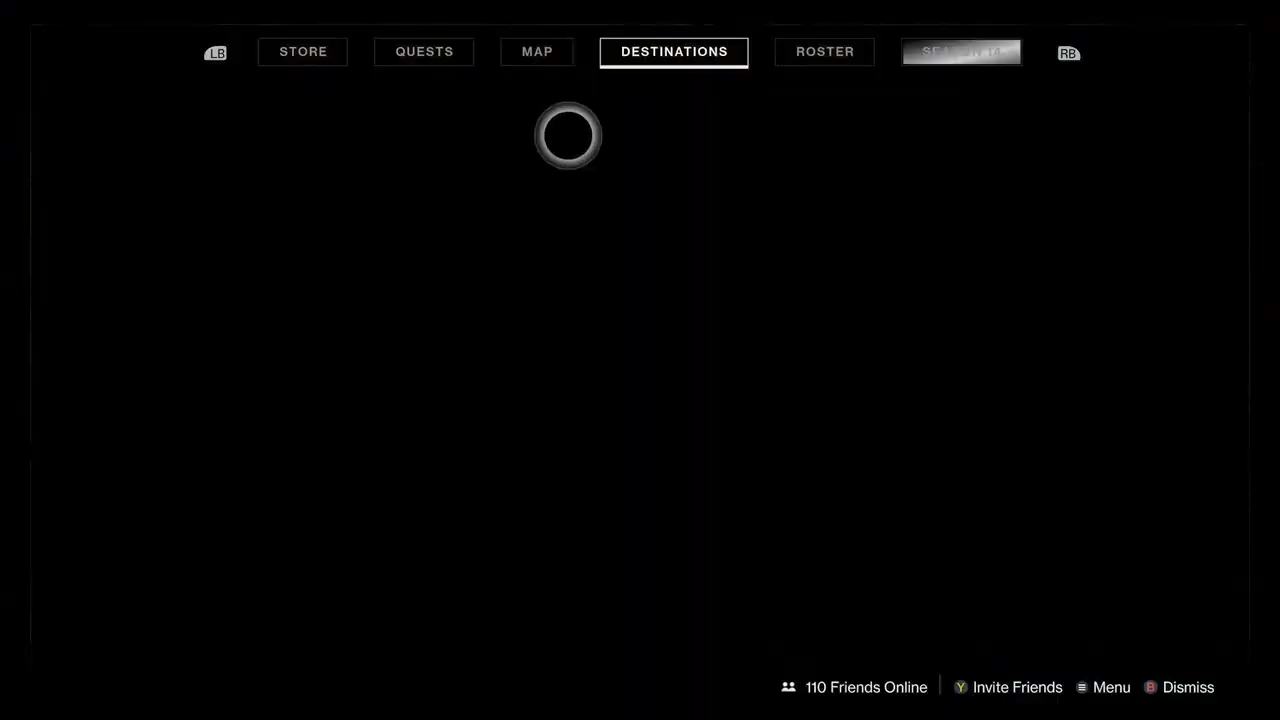 LB STORE QUESTS MAP DESTINATIONS ROSTER RB
110 Friends Online Y Invite Friends Menu B Dismiss